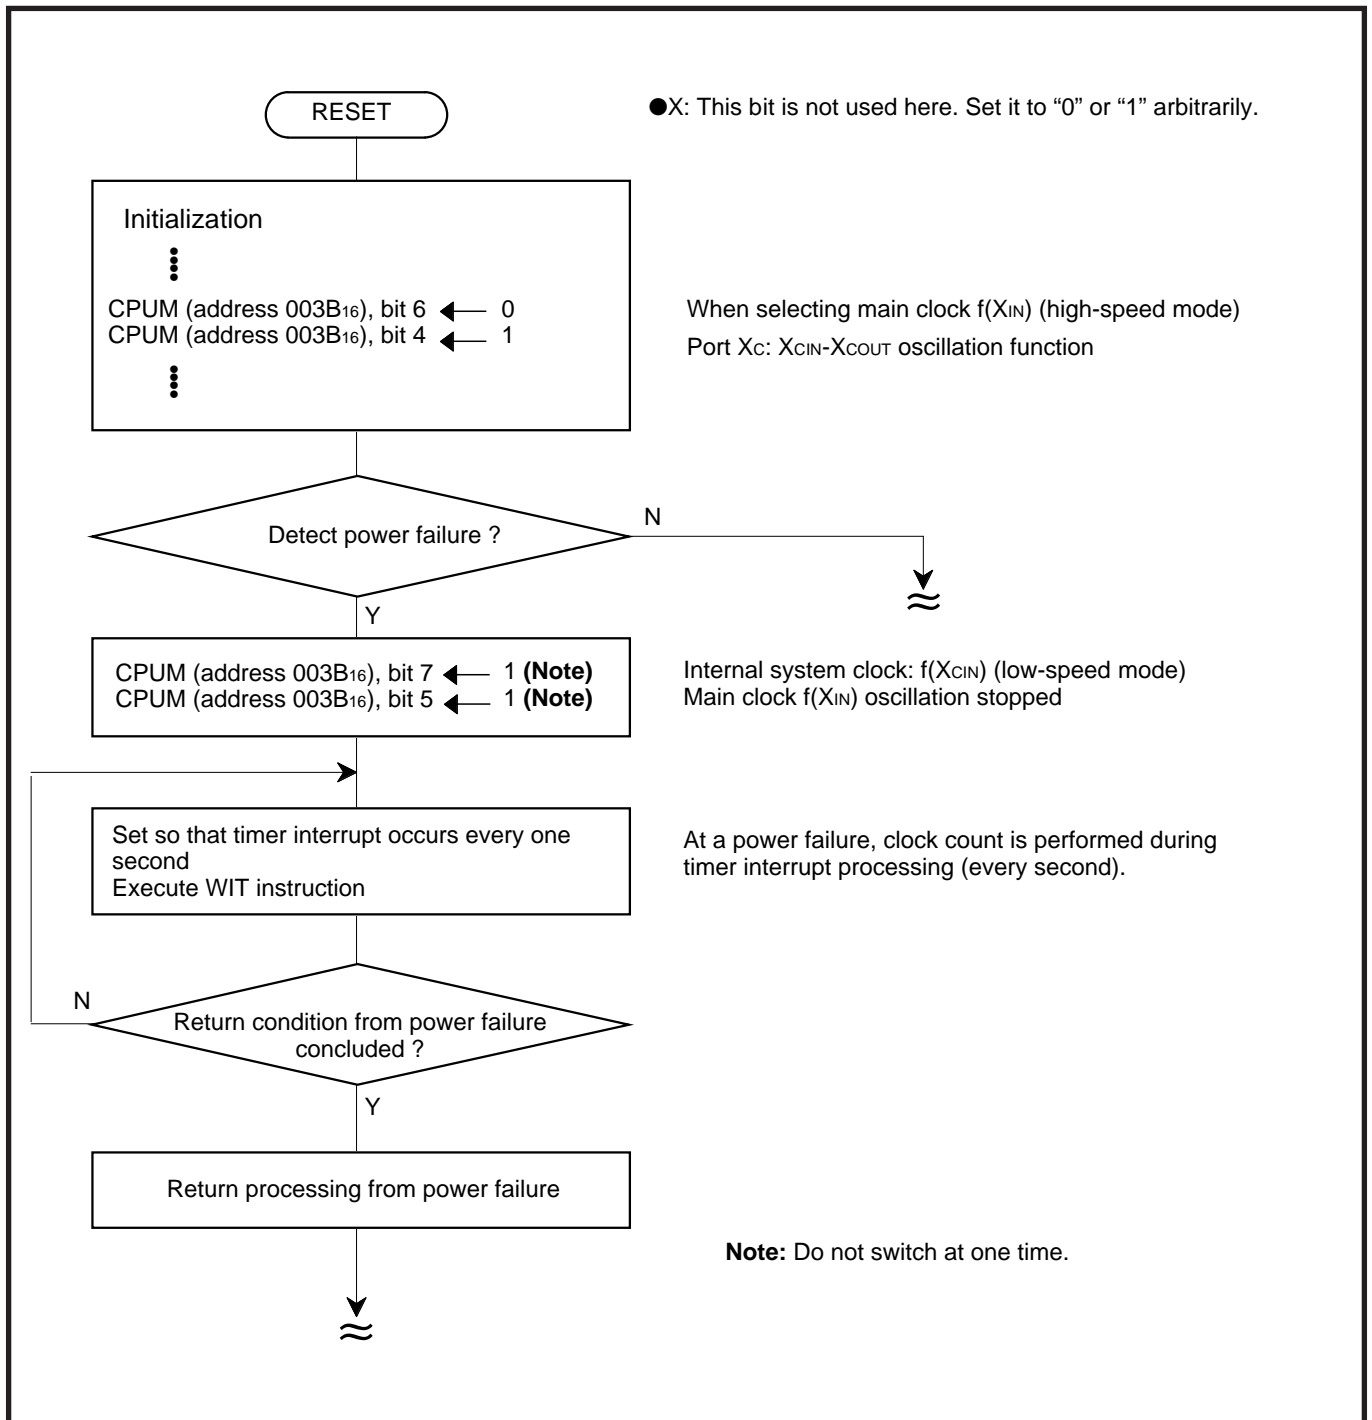 RESET
●X: This bit is not used here. Set it to “0” or “1” arbitrarily.
Initialization
CPUM (address 003B16), bit 6 ← 0
When selecting main clock f(XIN) (high-speed mode)
CPUM (address 003B16), bit 4 ← 1
Port XC: XCIN-XCOUT oscillation function
Detect power failure ?
N
Y
CPUM (address 003B16), bit 7 ← 1 (Note)
Internal system clock: f(XCIN) (low-speed mode)
CPUM (address 003B16), bit 5 ← 1 (Note)
Main clock f(XIN) oscillation stopped
Set so that timer interrupt occurs every one
second
Execute WIT instruction
At a power failure, clock count is performed during
timer interrupt processing (every second).
N
Return condition from power failure
concluded ?
Y
Return processing from power failure
Note: Do not switch at one time.